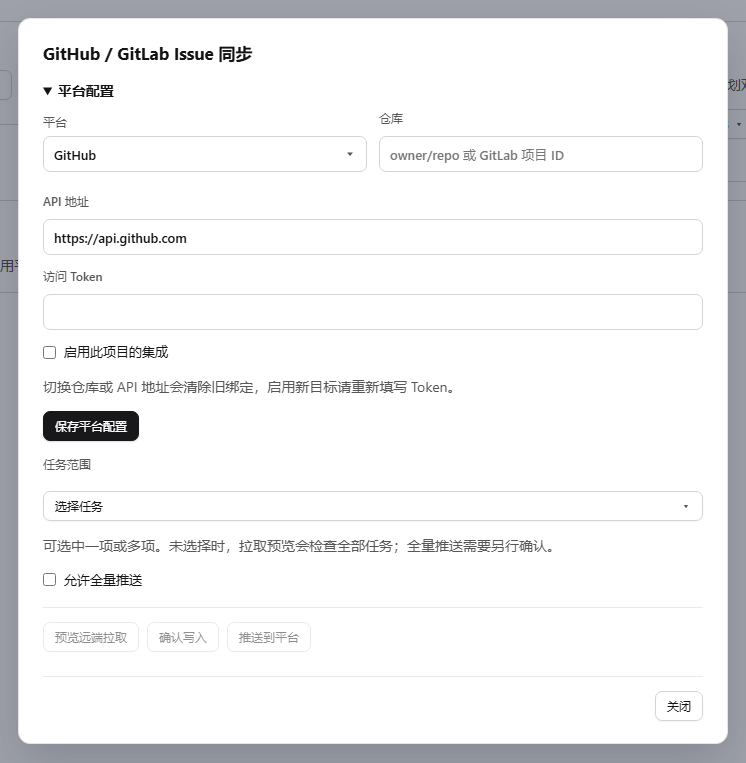 GitHub / GitLab Issue 同步
▼ 平台配置
平台
仓库
GitHub
owner/repo 或 GitLab 项目 ID
API 地址
https://api.github.com
访问 Token
启用此项目的集成
切换仓库或 API 地址会清除旧绑定，启用新目标请重新填写 Token。
保存平台配置
任务范围
选择任务
可选中一项或多项。未选择时，拉取预览会检查全部任务；全量推送需要另行确认。
允许全量推送
预览远端拉取
确认写入
推送到平台
关闭